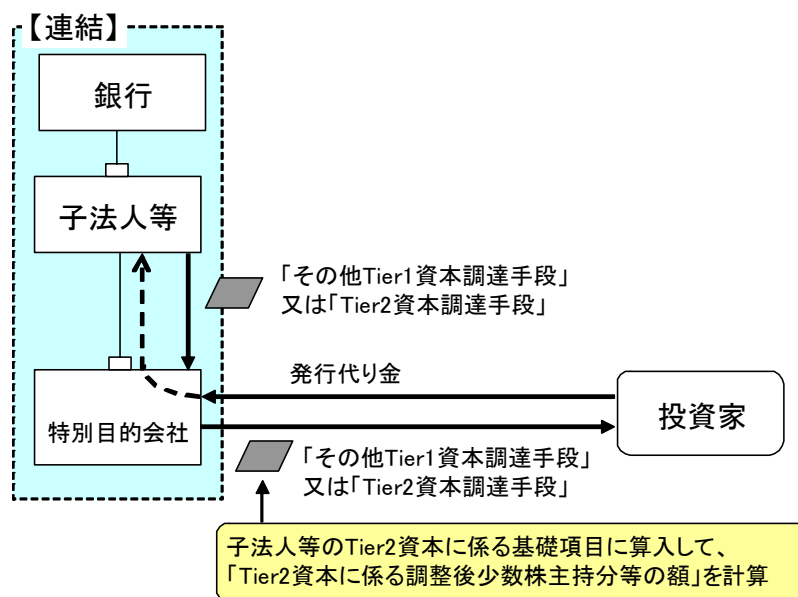 【連結】
銀行
子法人等
「その他Tier1資本調達手段」
又は「Tier2資本調達手段」
発行代り金
特別目的会社
投資家
「その他Tier1資本調達手段」
又は「Tier2資本調達手段」
子法人等のTier2資本に係る基礎項目に算入して、
「Tier2資本に係る調整後少数株主持分等の額」を計算